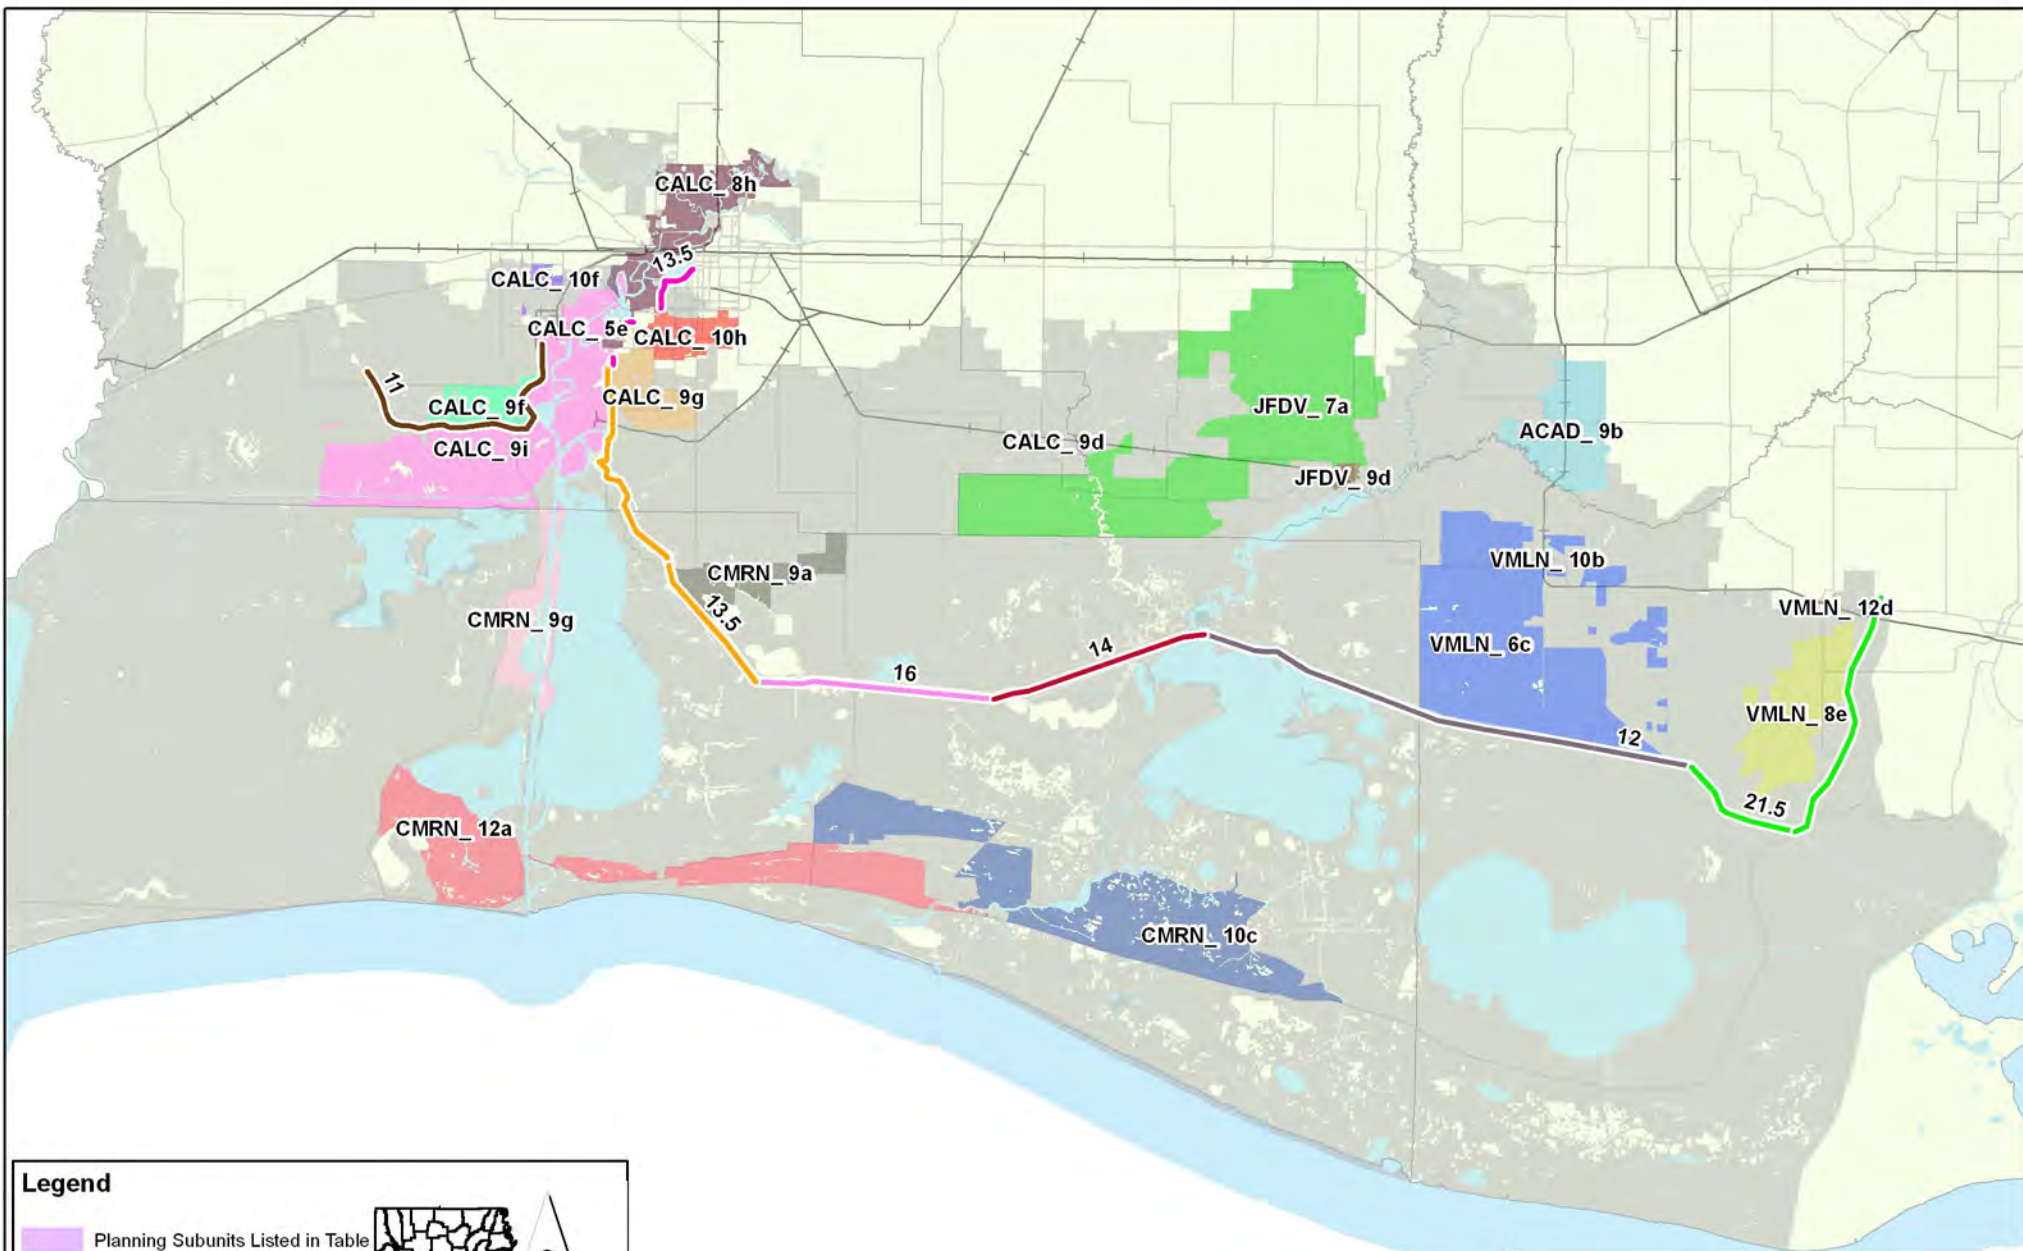 CALC_ 8h
13.5
CALC_ 10f
CALC_ 5e
CALC_ 10h
11
CALC_ 9f
CALC_ 9g
JFDV_ 7a
CALC_ 9i
CALC_ 9d
ACAD_ 9b
JFDV_ 9d
VMLN_ 10b
CMRN_ 9a
13.5
CMRN_ 9g
VMLN_ 12d
VMLN_ 6c
14
16
VMLN_ 8e
12
21.5
CMRN_ 12a
CMRN_ 10c
Legend
Planning Subunits Listed in Table